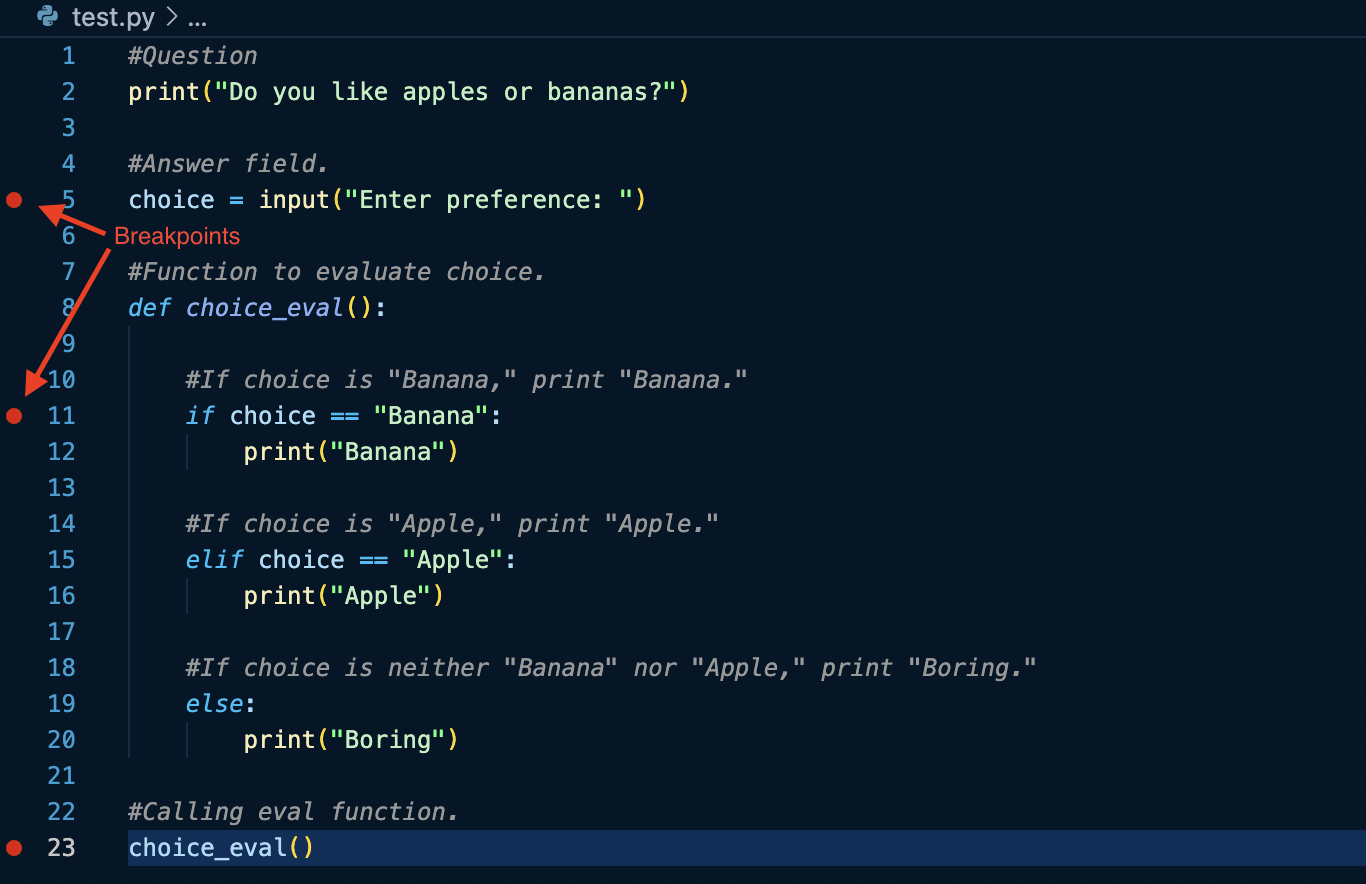 test.py > ...
1 #Question
2 print("Do you like apples or bananas?")
3
4 #Answer field.
5 choice = input("Enter preference: ")
6 Breakpoints
7 #Function to evaluate choice.
8 def choice_eval():
9
10     #If choice is "Banana," print "Banana."
11     if choice == "Banana":
12         print("Banana")
13
14     #If choice is "Apple," print "Apple."
15     elif choice == "Apple":
16         print("Apple")
17
18     #If choice is neither "Banana" nor "Apple," print "Boring."
19     else:
20         print("Boring")
21
22 #Calling eval function.
23 choice_eval()